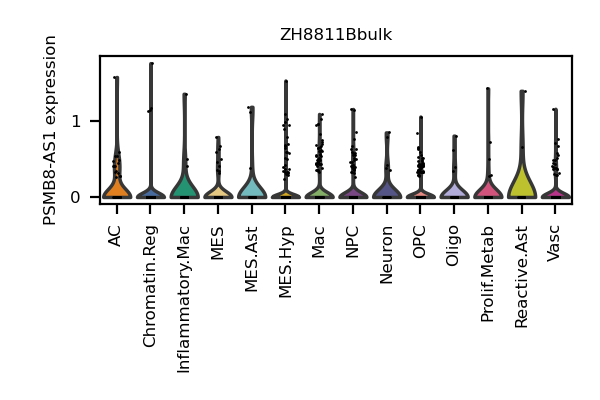 ZH8811Bbulk
PSMB8-AS1 expression
1
0
AC
Chromatin.Reg
Inflammatory.Mac
MES
MES.Ast
MES.Hyp
Mac
NPC
Neuron
OPC
Oligo
Prolif.Metab
Reactive.Ast
Vasc